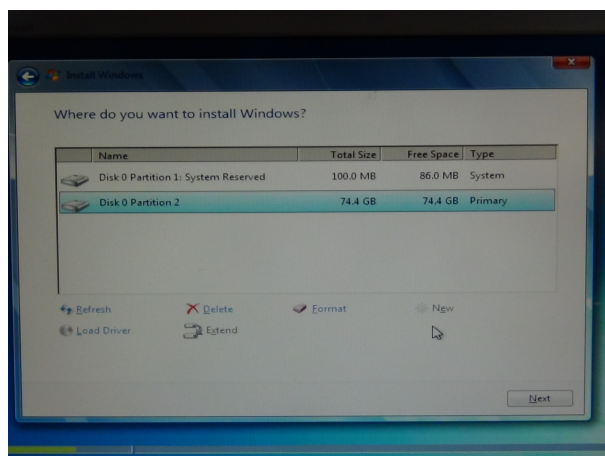 Install Windows
Where do you want to install Windows?
Name Total Size Free Space Type
Disk 0 Partition 1: System Reserved 100.0 MB 86.0 MB System
Disk 0 Partition 2 74.4 GB 74.4 GB Primary
Refresh Delete Format New
Load Driver Extend
Next